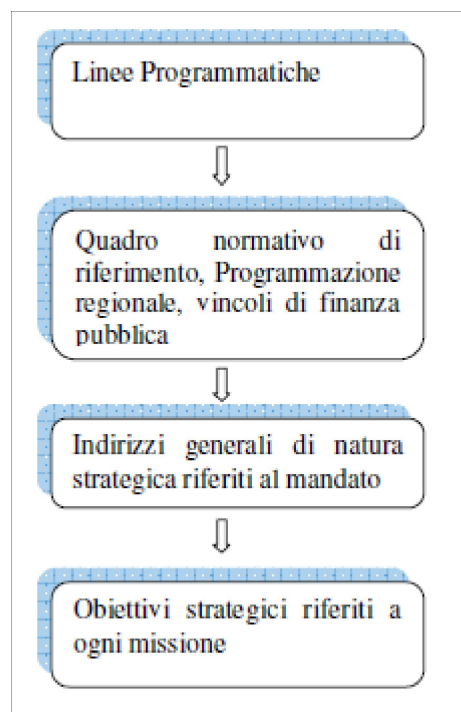 Linee Programmatiche
Quadro normativo di
riferimento, Programmazione
regionale, vincoli di finanza
pubblica
Indirizzi generali di natura
strategica riferiti al mandato
Obiettivi strategici riferiti a
ogni missione